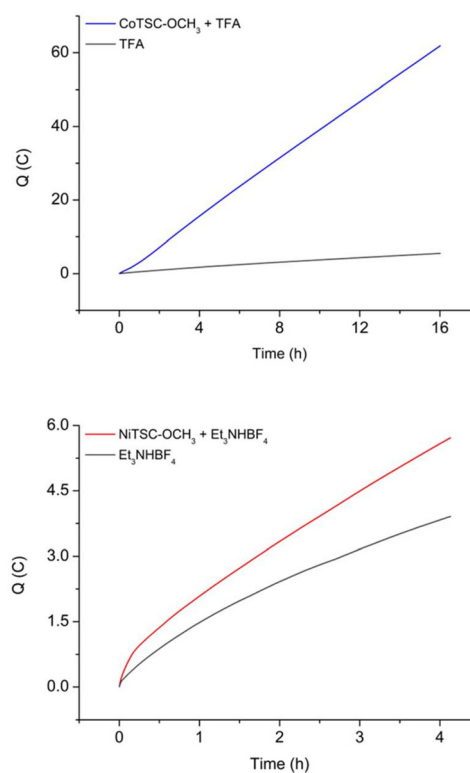 CoTSC-OCH₃ + TFA
TFA
60
40
20
0
Q (C)
0 4 8 12 16
Time (h)
NiTSC-OCH₃ + Et₃NHBF₄
Et₃NHBF₄
6.0
4.5
3.0
1.5
0.0
Q (C)
0 1 2 3 4
Time (h)